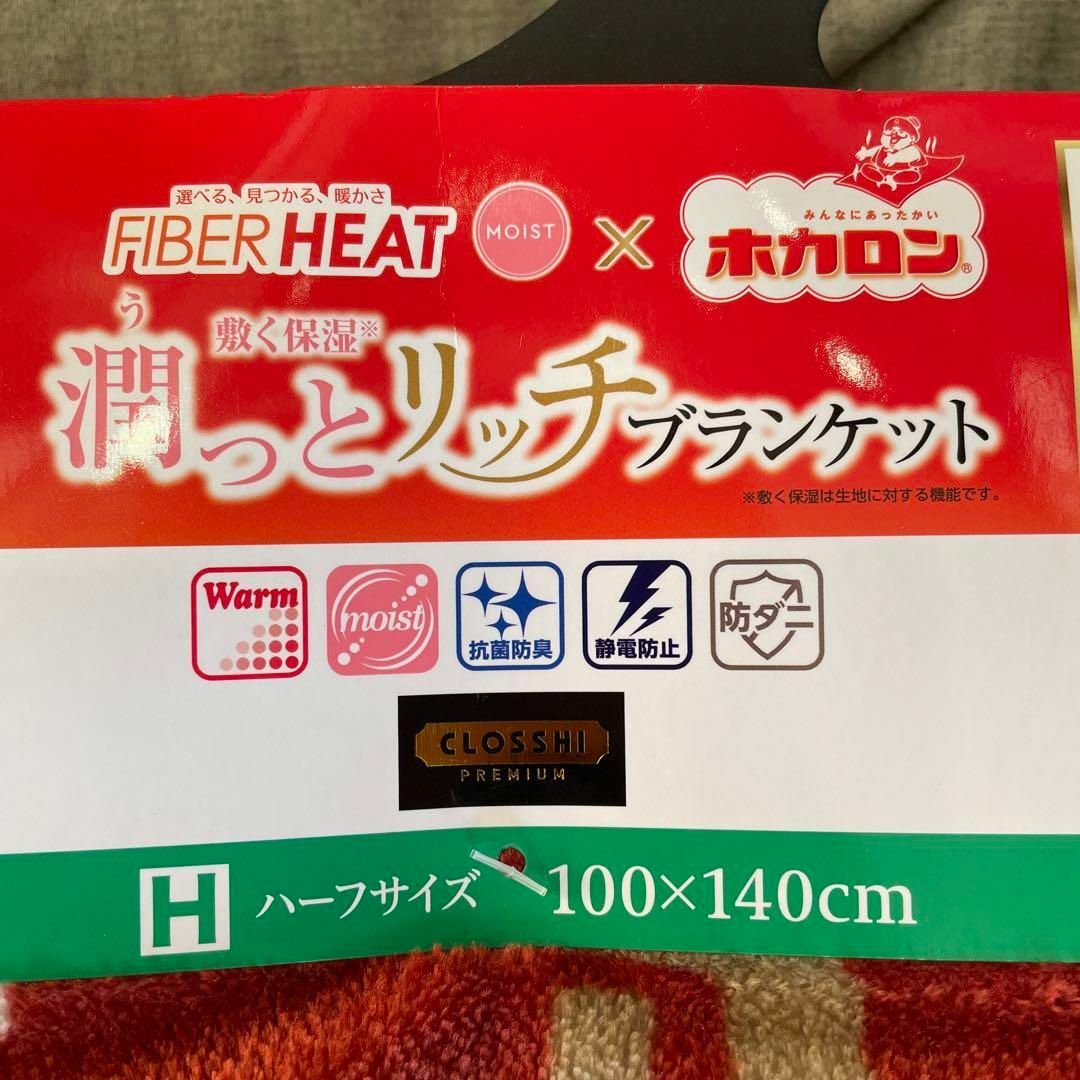 選べる、見つかる、暖かさ
FIBER HEAT
MOIST
×
みんなにあったかい
ホカロン®
敷く保湿※
う
潤っとリッチブランケット
※敷く保湿は生地に対する機能です。
Warm
moist
抗菌防臭
静電防止
防ダニ
CLOSSHI
PREMIUM
H ハーフサイズ 100×140cm